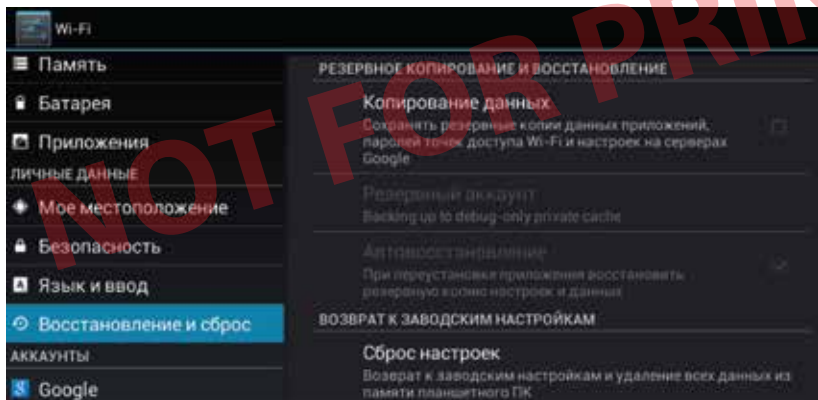 Wi-Fi
Память
Батарея
Приложения
ЛИЧНЫЕ ДАННЫЕ
Мое местоположение
Безопасность
Язык и ввод
Восстановление и сброс
АККАУНТЫ
Google
РЕЗЕРВНОЕ КОПИРОВАНИЕ И ВОССТАНОВЛЕНИЕ
Копирование данных
Сохранять резервные копии данных приложений,
паролей точек доступа Wi-Fi и настроек на серверах
Google
Резервный аккаунт
Backing up to debug-only private cache
Автовосстановление
При переустановке приложения восстановить
резервную копию настроек и данных
ВОЗВРАТ К ЗАВОДСКИМ НАСТРОЙКАМ
Сброс настроек
Возврат к заводским настройкам и удаление всех данных из
памяти планшетного ПК
NOT FOR PRIN